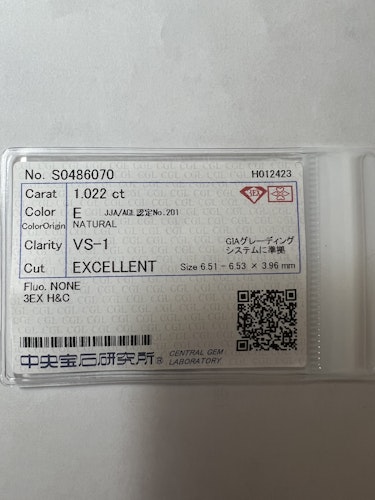 No. S0486070 H012423
Carat 1.022 ct
Color E JJA/AGL認定No.201
ColorOrigin NATURAL
Clarity VS-1 GIAグレーディング
システムに準拠
Cut EXCELLENT Size 6.51 - 6.53 × 3.96 mm
Fluo. NONE
3EX H&C
中央宝石研究所® CENTRAL GEM
LABORATORY